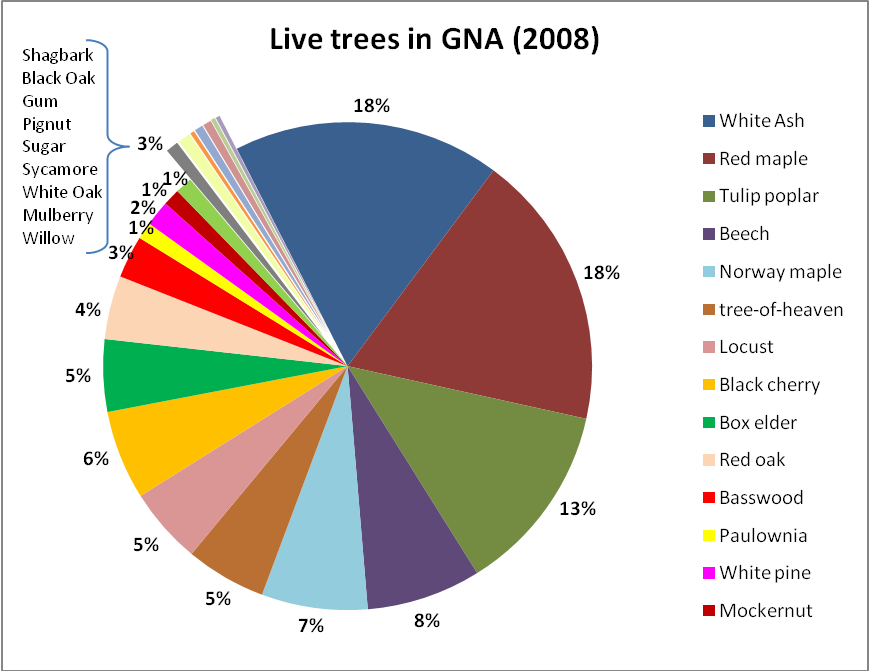 Live trees in GNA (2008)
Shagbark
Black Oak
Gum
Pignut
Sugar
Sycamore
White Oak
Mulberry
Willow
18%
18%
13%
8%
7%
5%
5%
6%
5%
4%
3%
1%
2%
1%
1%
3%
White Ash
Red maple
Tulip poplar
Beech
Norway maple
tree-of-heaven
Locust
Black cherry
Box elder
Red oak
Basswood
Paulownia
White pine
Mockernut